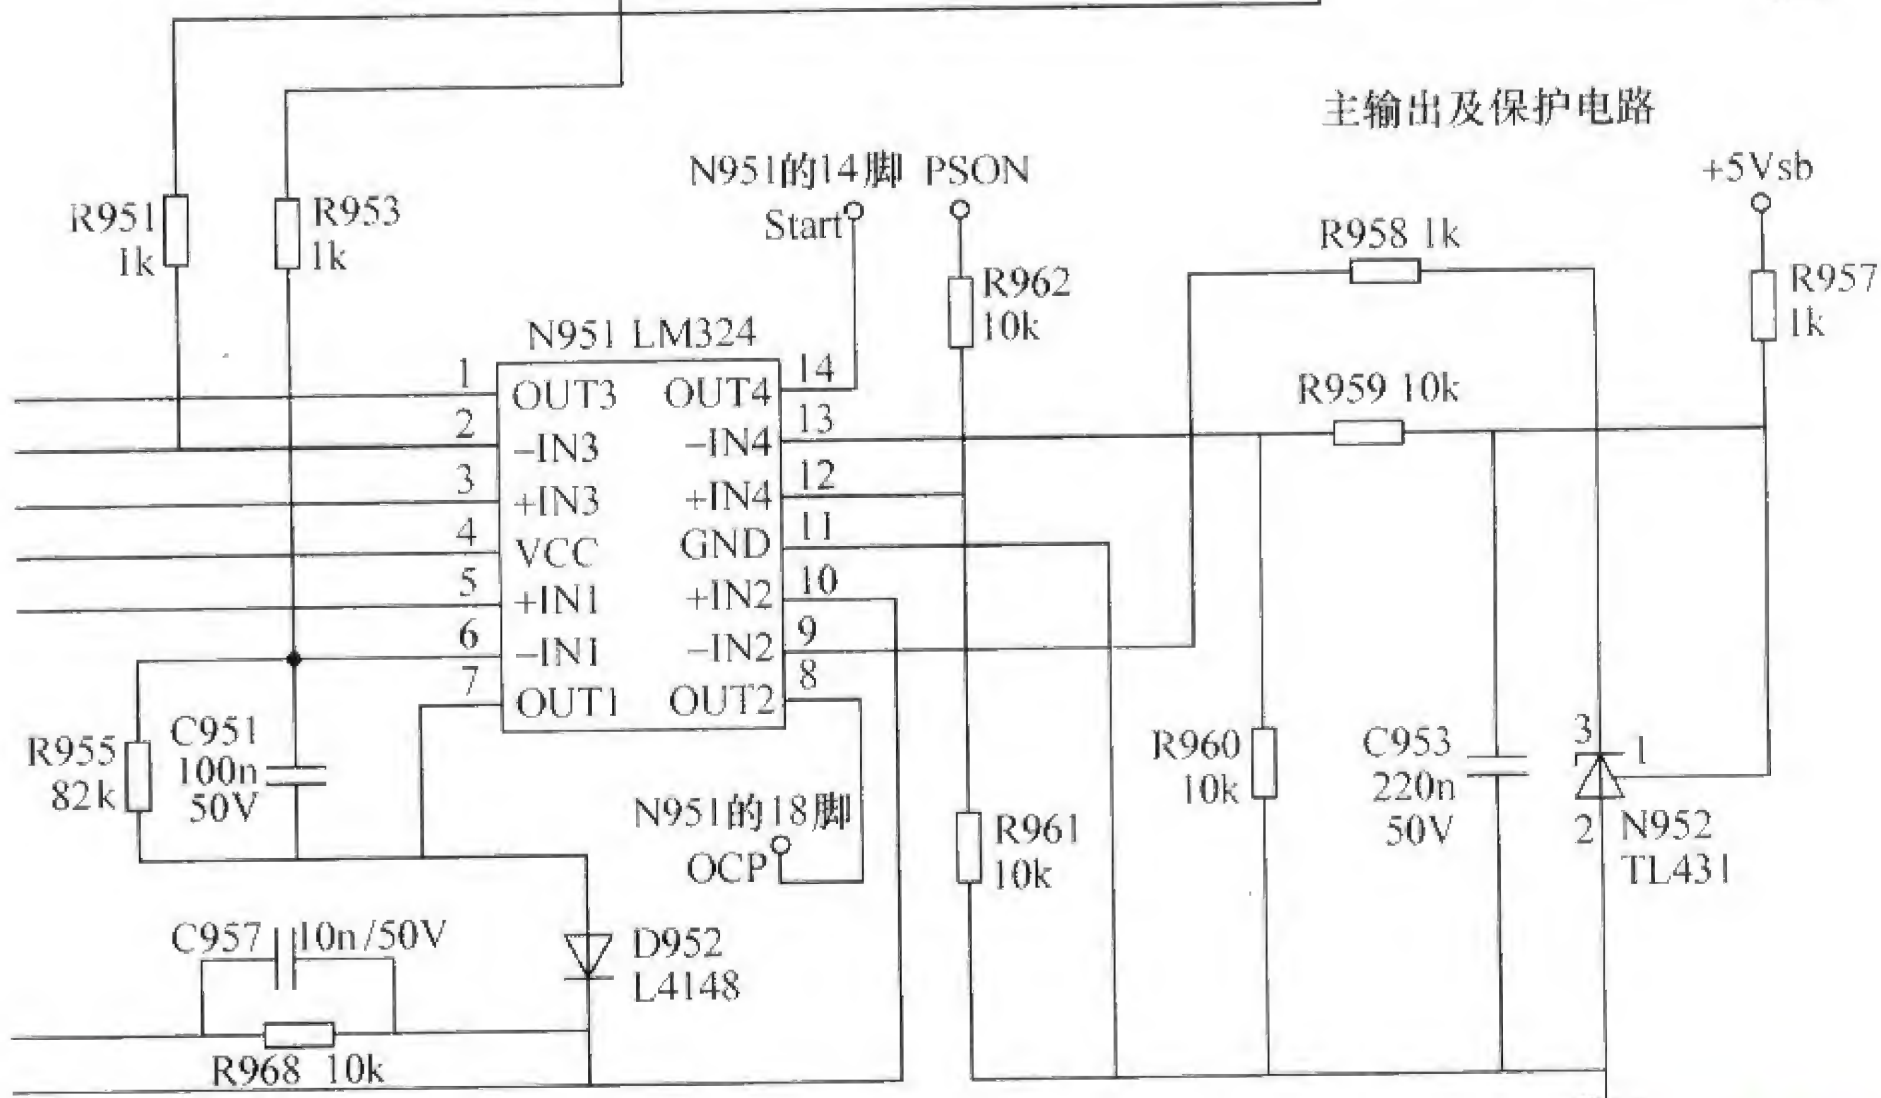 主输出及保护电路
N951的14脚 PSON
Start
+5Vsb
R951
1k
R953
1k
R962
10k
R958 1k
R957
1k
N951 LM324
R959 10k
1 OUT3 OUT4 14
2 –IN3 –IN4 13
3 +IN3 +IN4 12
4 VCC GND 11
5 +IN1 +IN2 10
6 –IN1 –IN2 9
7 OUT1 OUT2 8
R955
82k
C951
100n
50V
N951的18脚
OCP
R961
10k
R960
10k
C953
220n
50V
3
1
2
N952
TL431
C957 10n/50V
D952
L4148
R968 10k